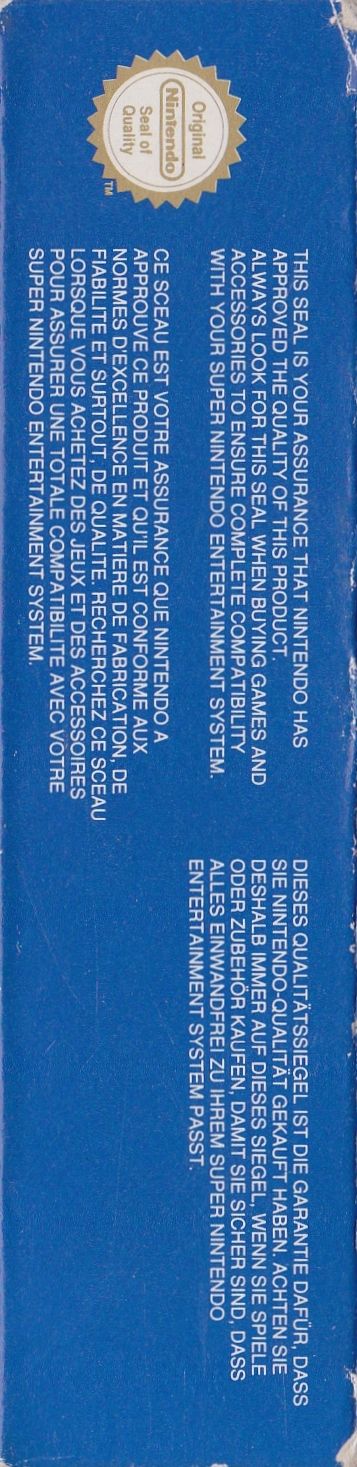 Original
Nintendo
Seal of
Quality
TM
THIS SEAL IS YOUR ASSURANCE THAT NINTENDO HAS
APPROVED THE QUALITY OF THIS PRODUCT.
ALWAYS LOOK FOR THIS SEAL WHEN BUYING GAMES AND
ACCESSORIES TO ENSURE COMPLETE COMPATIBILITY
WITH YOUR SUPER NINTENDO ENTERTAINMENT SYSTEM.
CE SCEAU EST VOTRE ASSURANCE QUE NINTENDO A
APPROUVE CE PRODUIT ET QU'IL EST CONFORME AUX
NORMES D'EXCELLENCE EN MATIERE DE FABRICATION, DE
FIABILITE ET SURTOUT, DE QUALITE. RECHERCHEZ CE SCEAU
LORSQUE VOUS ACHETEZ DES JEUX ET DES ACCESSOIRES
POUR ASSURER UNE TOTALE COMPATIBILITE AVEC VOTRE
SUPER NINTENDO ENTERTAINMENT SYSTEM.
DIESES QUALITÄTSSIEGEL IST DIE GARANTIE DAFÜR, DASS
SIE NINTENDO-QUALITÄT GEKAUFT HABEN. ACHTEN SIE
DESHALB IMMER AUF DIESES SIEGEL, WENN SIE SPIELE
ODER ZUBEHÖR KAUFEN, DAMIT SIE SICHER SIND, DASS
ALLES EINWANDFREI ZU IHREM SUPER NINTENDO
ENTERTAINMENT SYSTEM PASST.